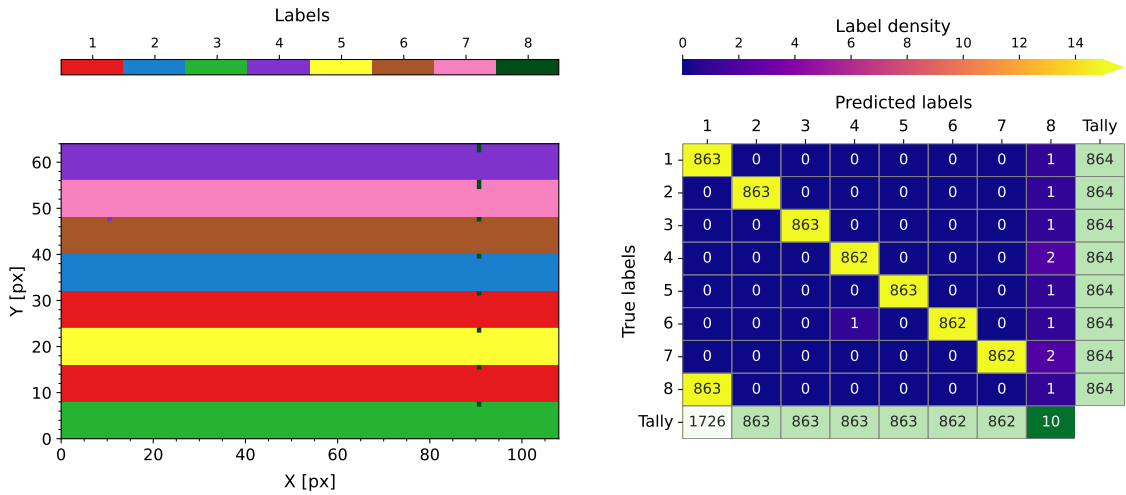 Labels
1 2 3 4 5 6 7 8
60
50
40
30
20
10
0
Y [px]
0 20 40 60 80 100
X [px]
Label density
0 2 4 6 8 10 12 14
Predicted labels
1 2 3 4 5 6 7 8 Tally
True labels
1 863 0 0 0 0 0 0 1 864
2 0 863 0 0 0 0 0 1 864
3 0 0 863 0 0 0 0 1 864
4 0 0 0 862 0 0 0 2 864
5 0 0 0 0 863 0 0 1 864
6 0 0 0 1 0 862 0 1 864
7 0 0 0 0 0 0 862 2 864
8 863 0 0 0 0 0 0 1 864
Tally 1726 863 863 863 863 862 862 10